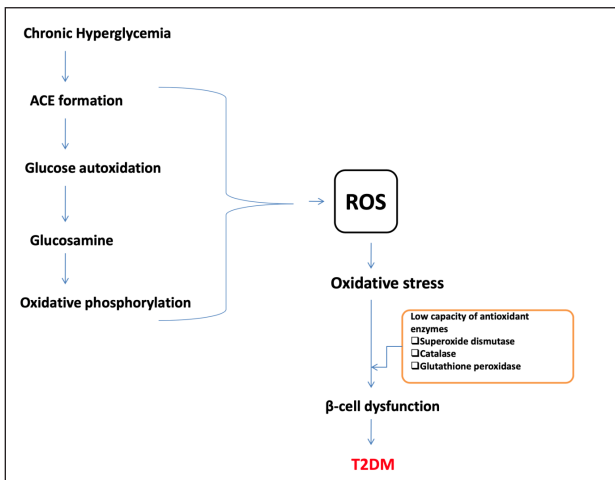 Chronic Hyperglycemia
ACE formation
Glucose autoxidation
Glucosamine
Oxidative phosphorylation
ROS
Oxidative stress
Low capacity of antioxidant
enzymes
❑Superoxide dismutase
❑Catalase
❑Glutathione peroxidase
β-cell dysfunction
T2DM